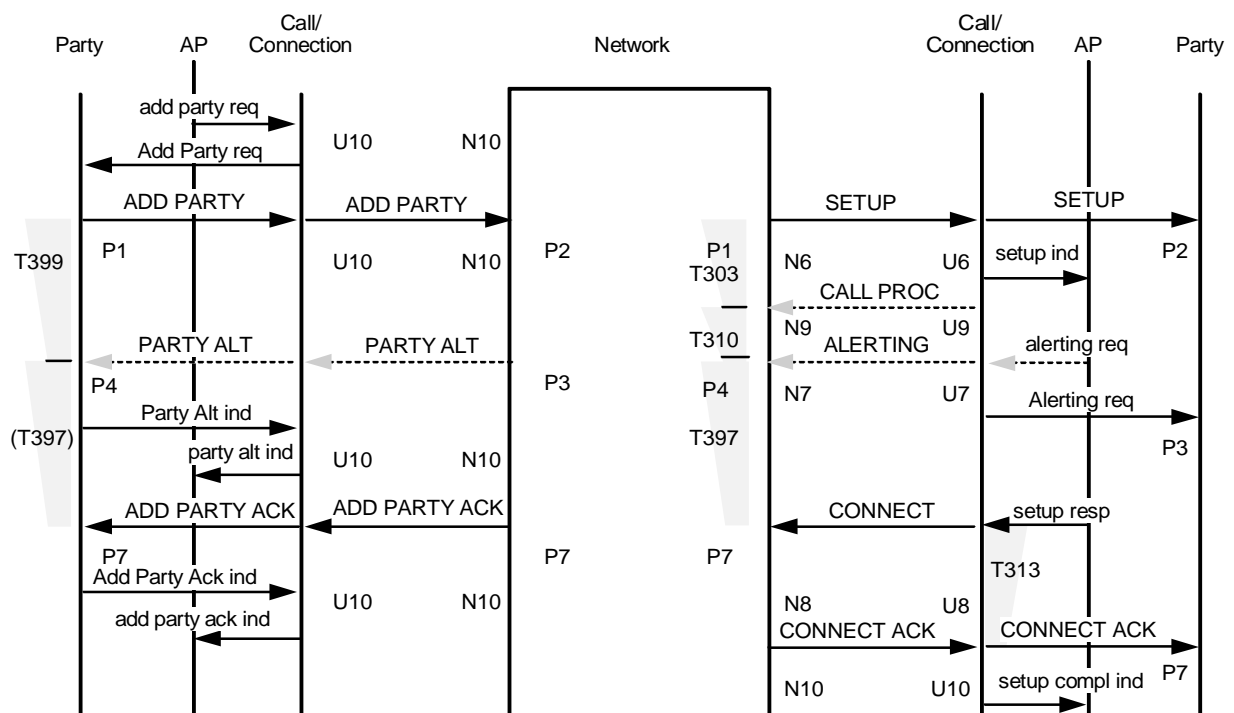 Call/
Connection
Party
AP
Network
Call/
Connection
AP
Party
add party req
U10
N10
Add Party req
ADD PARTY
ADD PARTY
SETUP
SETUP
T399
P1
U10
N10
P2
P1
T303
N6
U6
setup ind
P2
CALL PROC
N9
U9
PARTY ALT
PARTY ALT
T310
ALERTING
alerting req
P4
P3
P4
N7
U7
Alerting req
Party Alt ind
(T397)
T397
P3
party alt ind
U10
N10
ADD PARTY ACK
ADD PARTY ACK
CONNECT
setup resp
P7
P7
P7
T313
Add Party Ack ind
U10
N10
N8
U8
add party ack ind
CONNECT ACK
CONNECT ACK
P7
N10
U10
setup compl ind